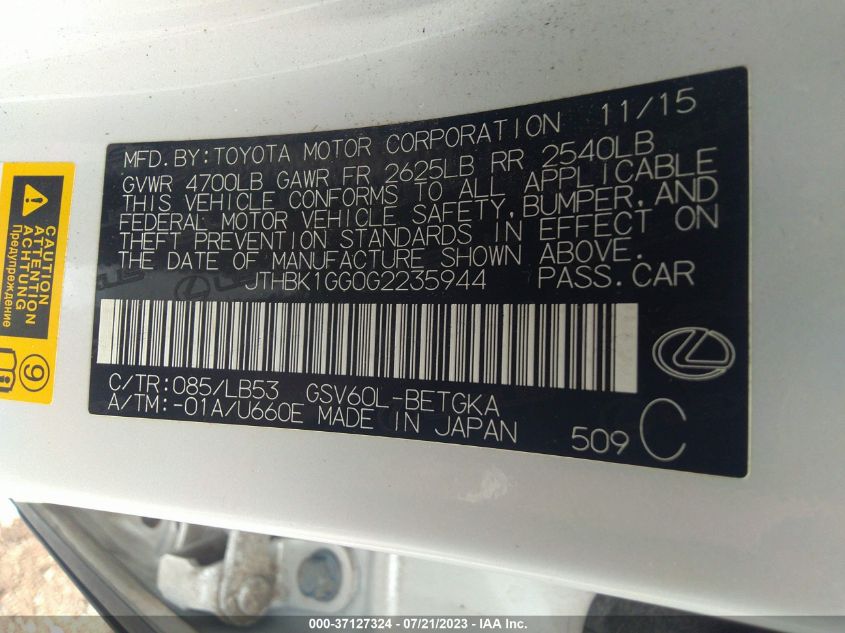 MFD. BY: TOYOTA MOTOR CORPORATION 11/15
GVWR 4700LB GAWR FR 2625LB RR 2540LB
THIS VEHICLE CONFORMS TO ALL APPLICABLE
FEDERAL MOTOR VEHICLE SAFETY, BUMPER, AND
THEFT PREVENTION STANDARDS IN EFFECT ON
THE DATE OF MANUFACTURE SHOWN ABOVE.
JTHBK1GG0G2235944 PASS.CAR
C/TR:085/LB53 GSV60L-BETGKA
A/TM:-01A/U660E MADE IN JAPAN
509 C
CAUTION
ATTENTION
ACHTUNG
Предупреждение
9
000-37127324 - 07/21/2023 - IAA Inc.